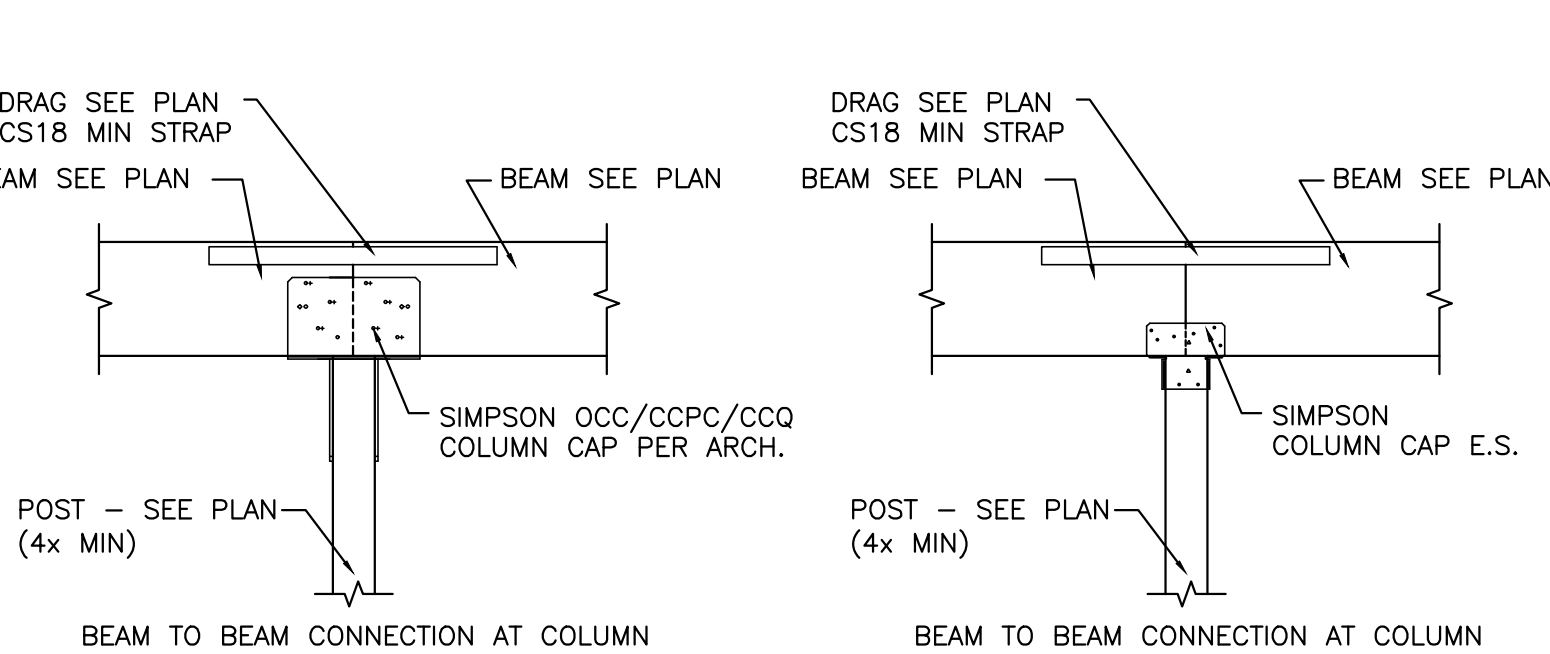 DRAG SEE PLAN
CS18 MIN STRAP
SEE PLAN
BEAM SEE PLAN
SIMPSON OCC/CCPC/CCQ
COLUMN CAP PER ARCH.
POST – SEE PLAN
(4x MIN)
BEAM TO BEAM CONNECTION AT COLUMN
DRAG SEE PLAN
CS18 MIN STRAP
BEAM SEE PLAN
BEAM SEE PLAN
SIMPSON
COLUMN CAP E.S.
POST – SEE PLAN
(4x MIN)
BEAM TO BEAM CONNECTION AT COLUMN